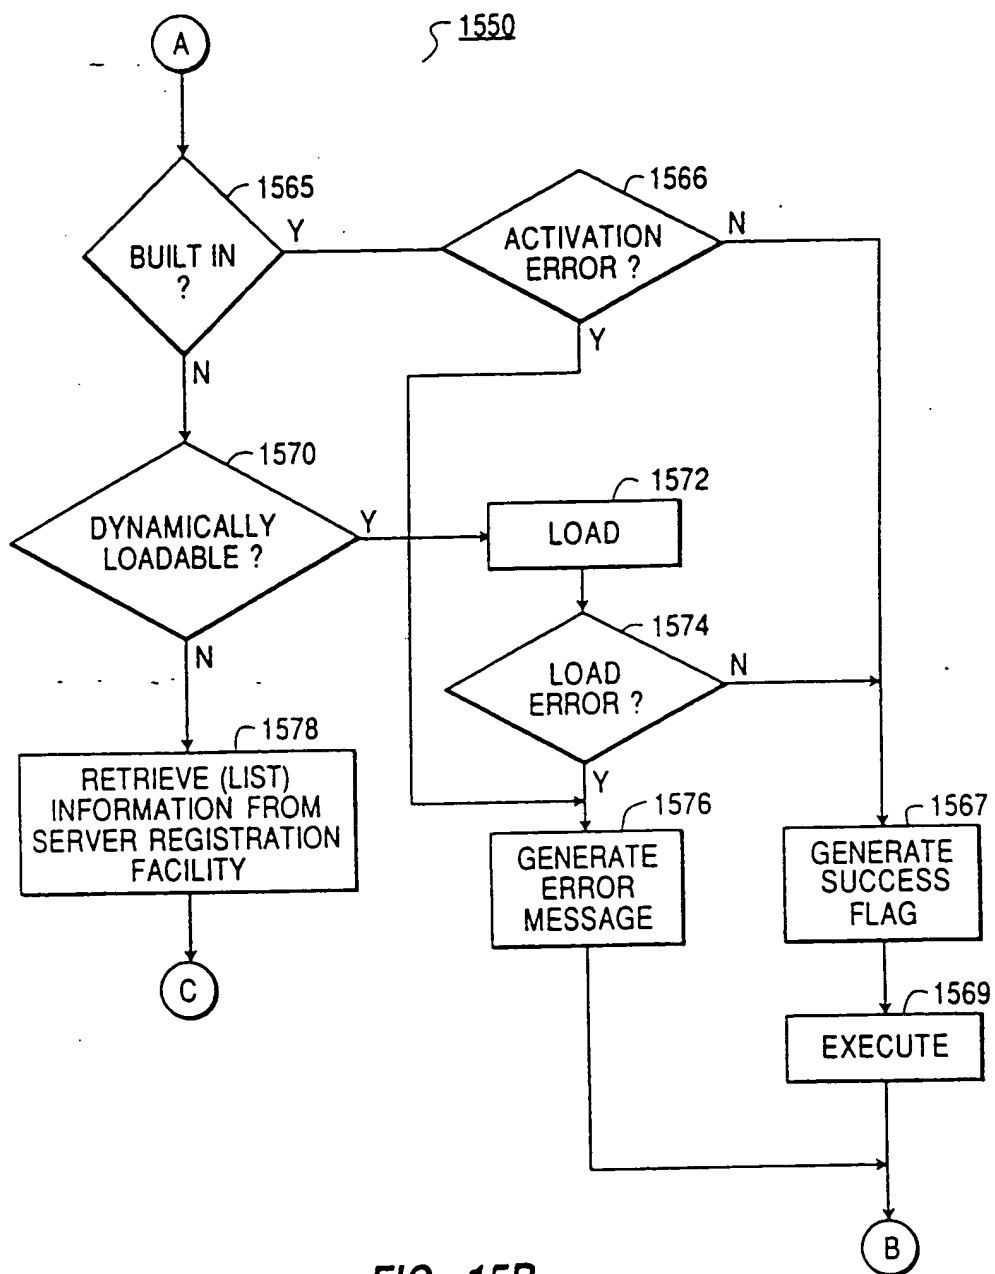 A
1550
1565
BUILT IN
?
Y
N
1566
ACTIVATION
ERROR ?
N
Y
1570
DYNAMICALLY
LOADABLE ?
Y
N
1572
LOAD
1574
LOAD
ERROR ?
N
Y
1578
RETRIEVE (LIST)
INFORMATION FROM
SERVER REGISTRATION
FACILITY
1576
GENERATE
ERROR
MESSAGE
1567
GENERATE
SUCCESS
FLAG
1569
EXECUTE
C
B